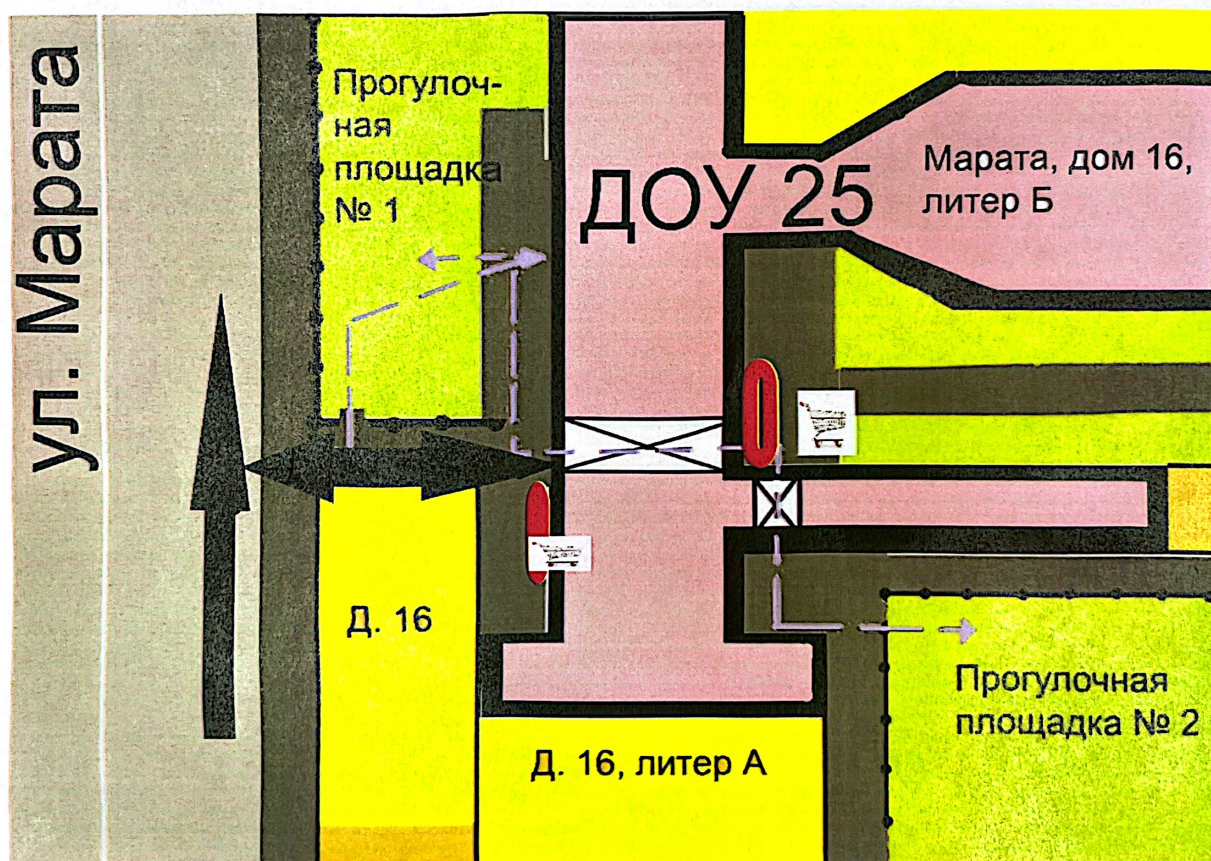 ул. Марата
Прогулоч-
ная
площадка
№ 1
ДОУ 25
Марата, дом 16,
литер Б
Д. 16
Прогулочная
площадка № 2
Д. 16, литер А